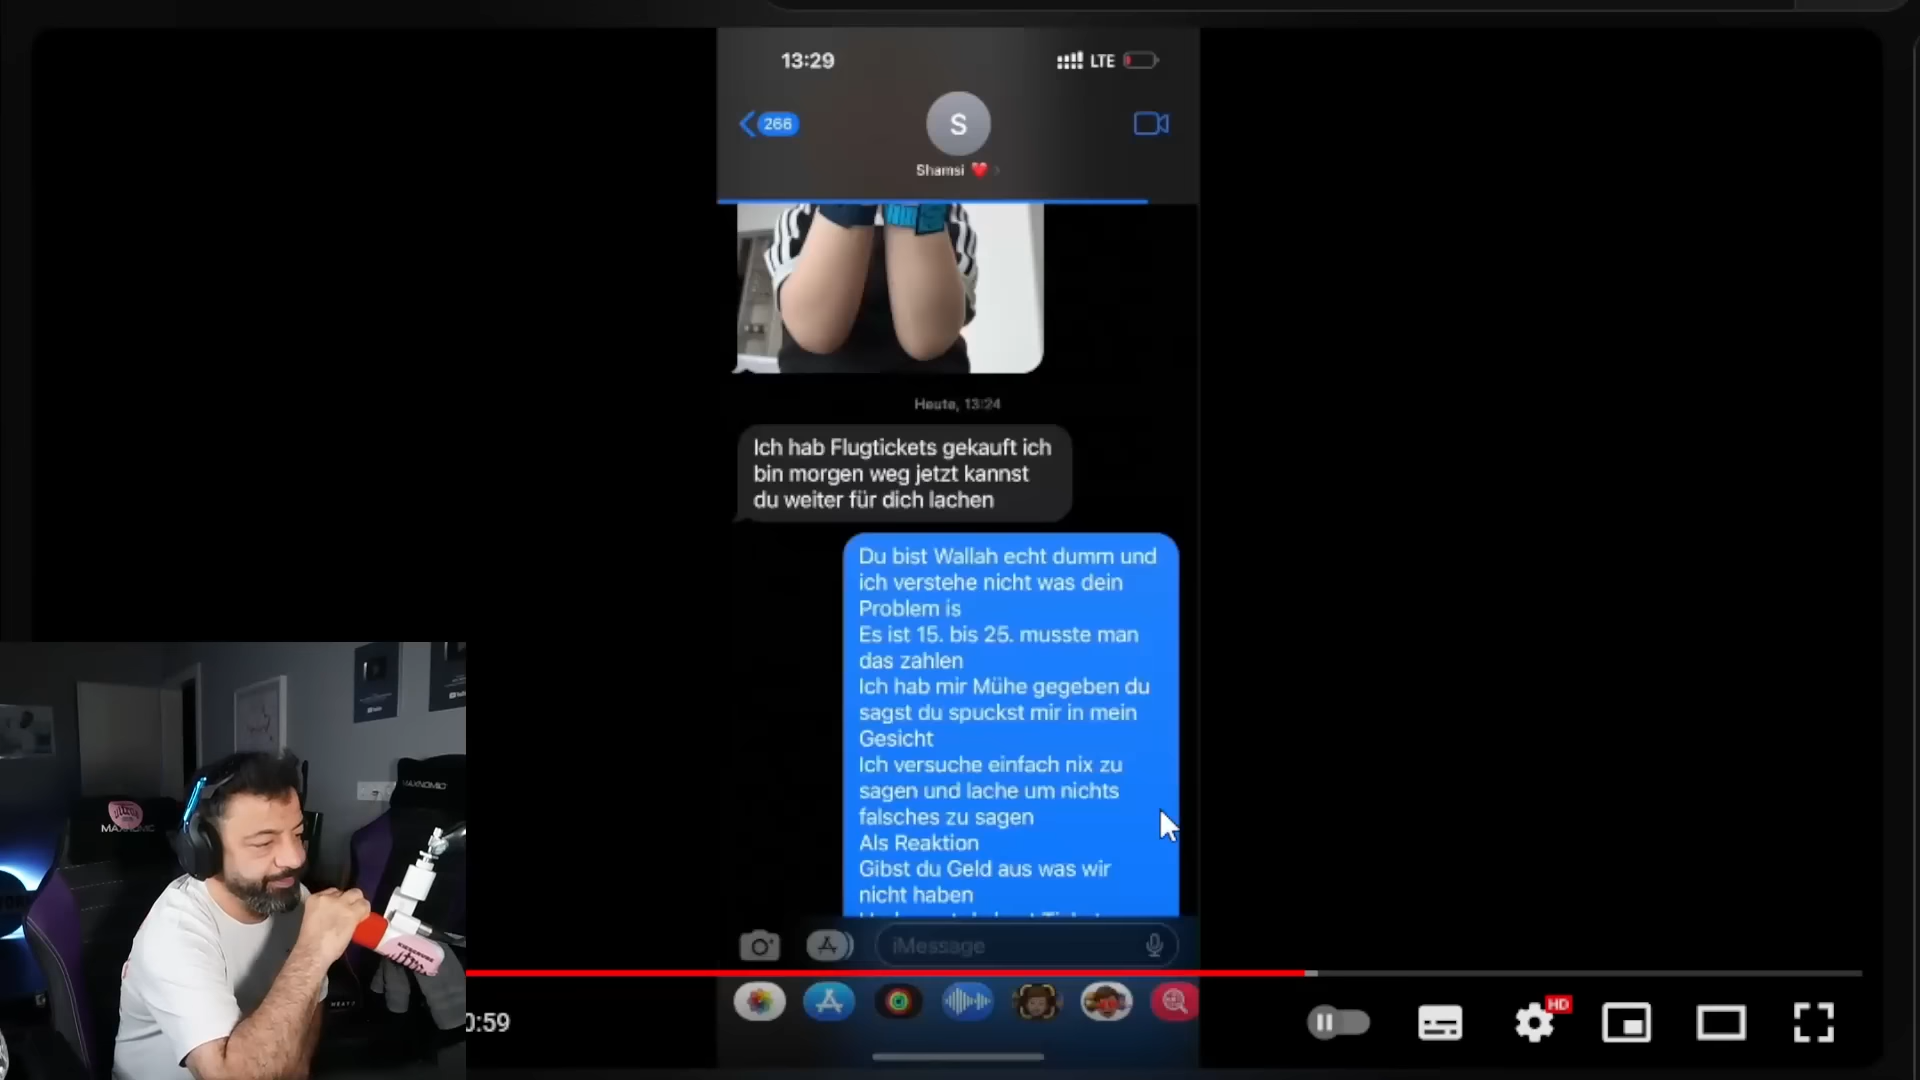 13:29
LTE
266
S
Shamsi ❤️
Heute, 13:24
Ich hab Flugtickets gekauft ich
bin morgen weg jetzt kannst
du weiter für dich lachen
Du bist Wallah echt dumm und
ich verstehe nicht was dein
Problem is
Es ist 15. bis 25. musste man
das zahlen
Ich hab mir Mühe gegeben du
sagst du spuckst mir in mein
Gesicht
Ich versuche einfach nix zu
sagen und lache um nichts
falsches zu sagen
Als Reaktion
Gibst du Geld aus was wir
nicht haben
iMessage
MAXNOMIC
0:59
HD